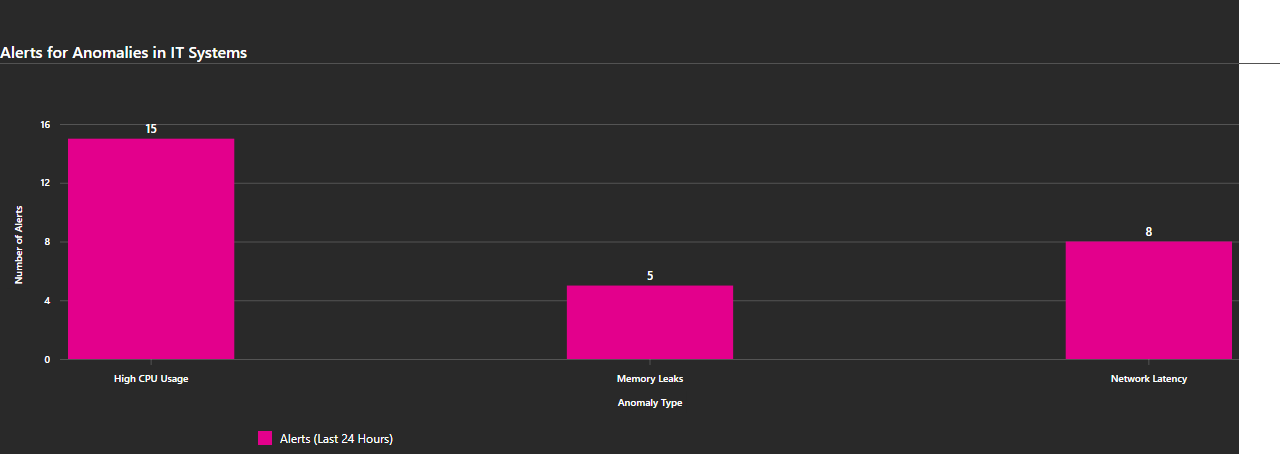 Alerts for Anomalies in IT Systems
16
15
12
8
8
5
4
0
Number of Alerts
High CPU Usage
Memory Leaks
Network Latency
Anomaly Type
Alerts (Last 24 Hours)